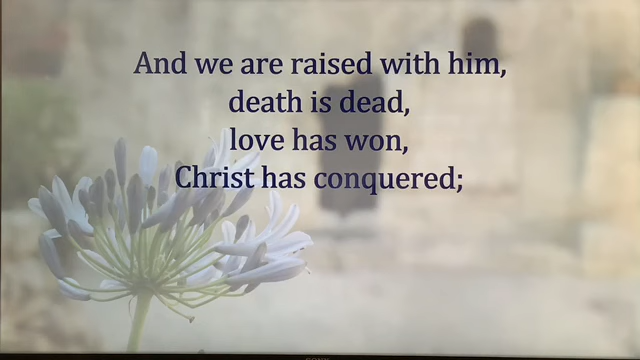 And we are raised with him,
death is dead,
love has won,
Christ has conquered;